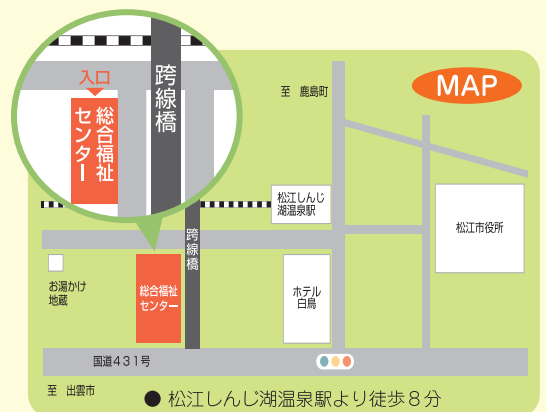 入口
跨線橋
総合福祉
センター
至 鹿島町
MAP
松江しんじ
湖温泉駅
松江市役所
跨線橋
お湯かけ
地蔵
総合福祉
センター
ホテル
白鳥
国道431号
至 出雲市
● 松江しんじ湖温泉駅より徒歩8分